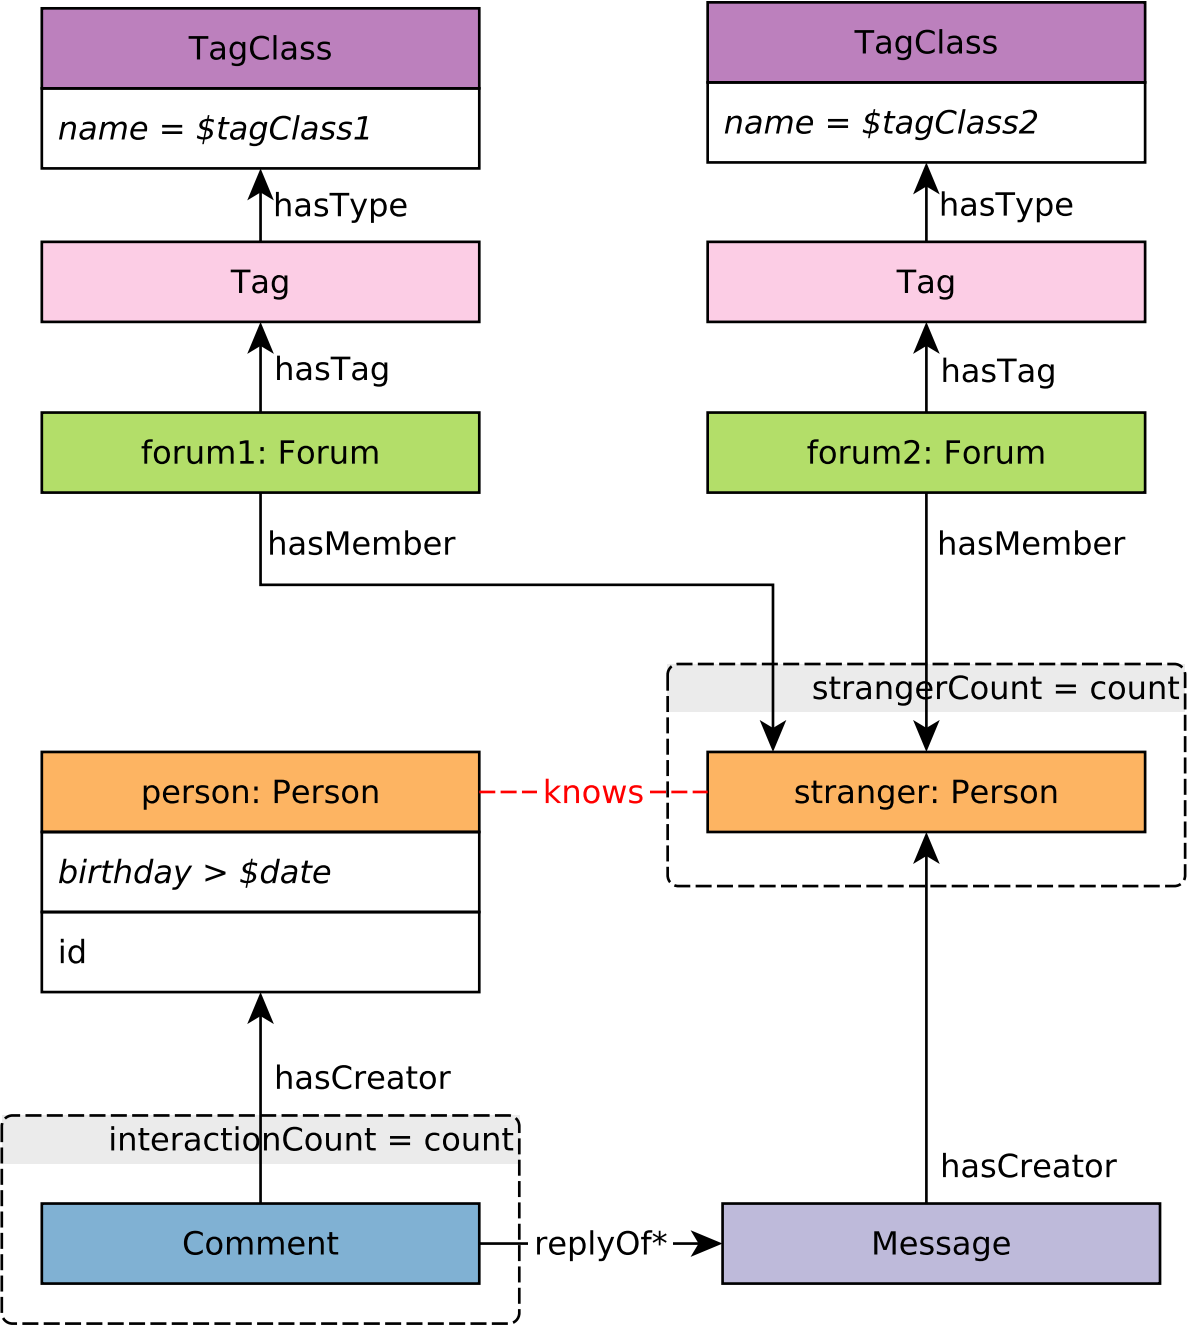 TagClass
name = $tagClass1
hasType
Tag
hasTag
forum1: Forum
hasMember
TagClass
name = $tagClass2
hasType
Tag
hasTag
forum2: Forum
hasMember
strangerCount = count
person: Person
knows
stranger: Person
birthday > $date
id
hasCreator
interactionCount = count
hasCreator
Comment
replyOf*
Message